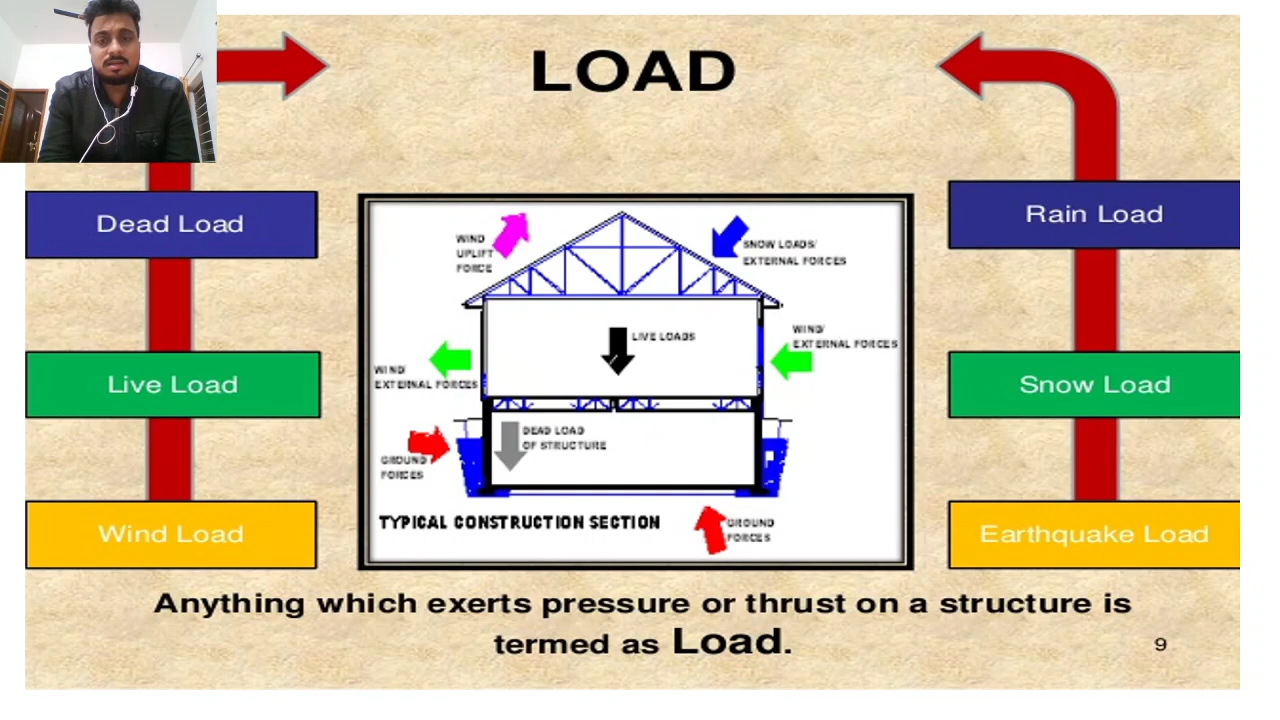 LOAD
Dead Load
Live Load
Wind Load
WIND
UPLIFT
FORCE
SNOW LOADS/
EXTERNAL FORCES
LIVE LOADS
WIND/
EXTERNAL FORCES
WIND/
EXTERNAL FORCES
DEAD LOAD
OF STRUCTURE
GROUND
FORCES
TYPICAL CONSTRUCTION SECTION
GROUND
FORCES
Rain Load
Snow Load
Earthquake Load
Anything which exerts pressure or thrust on a structure is
termed as Load.
9